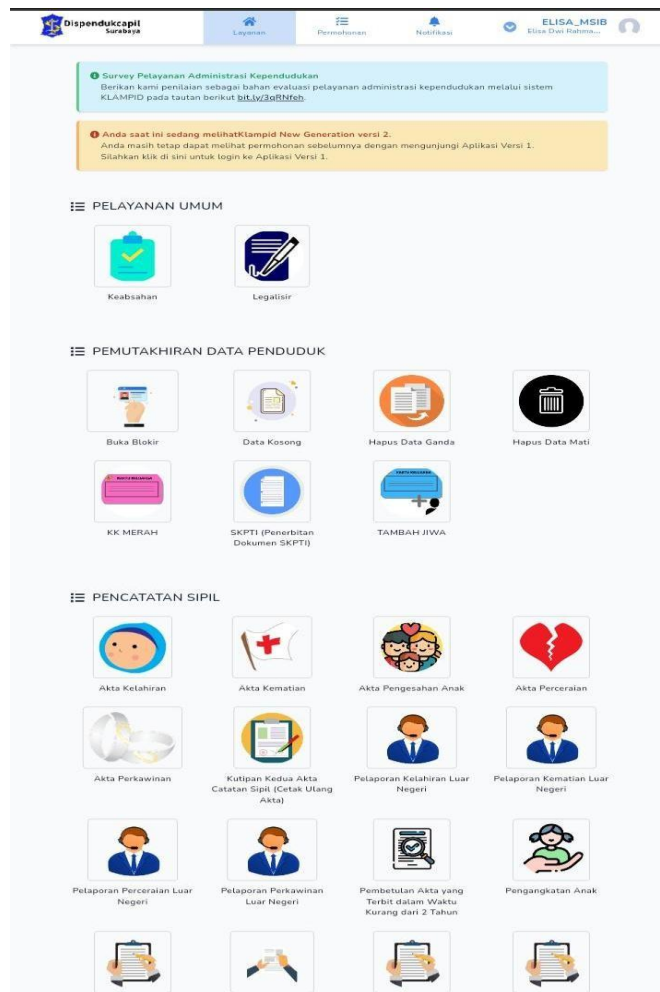 Dispendukcapil
Surabaya
Layanan
Permohonan
Notifikasi
ELISA_MSIB
Elisa Dwi Rahma...
Survey Pelayanan Administrasi Kependudukan
Berikan kami penilaian sebagai bahan evaluasi pelayanan administrasi kependudukan melalui sistem
KLAMPID pada tautan berikut bit.ly/3qRNfeh.
Anda saat ini sedang melihatKlampid New Generation versi 2.
Anda masih tetap dapat melihat permohonan sebelumnya dengan mengunjungi Aplikasi Versi 1.
Silahkan klik di sini untuk login ke Aplikasi Versi 1.
PELAYANAN UMUM
Keabsahan
Legalisir
PEMUTAKHIRAN DATA PENDUDUK
Buka Blokir
Data Kosong
Hapus Data Ganda
Hapus Data Mati
KK MERAH
SKPTI (Penerbitan
Dokumen SKPTI)
TAMBAH JIWA
PENCATATAN SIPIL
Akta Kelahiran
Akta Kematian
Akta Pengesahan Anak
Akta Perceraian
Akta Perkawinan
Kutipan Kedua Akta
Catatan Sipil (Cetak Ulang
Akta)
Pelaporan Kelahiran Luar
Negeri
Pelaporan Kematian Luar
Negeri
Pelaporan Perceraian Luar
Negeri
Pelaporan Perkawinan
Luar Negeri
Pembetulan Akta yang
Terbit dalam Waktu
Kurang dari 2 Tahun
Pengangkatan Anak